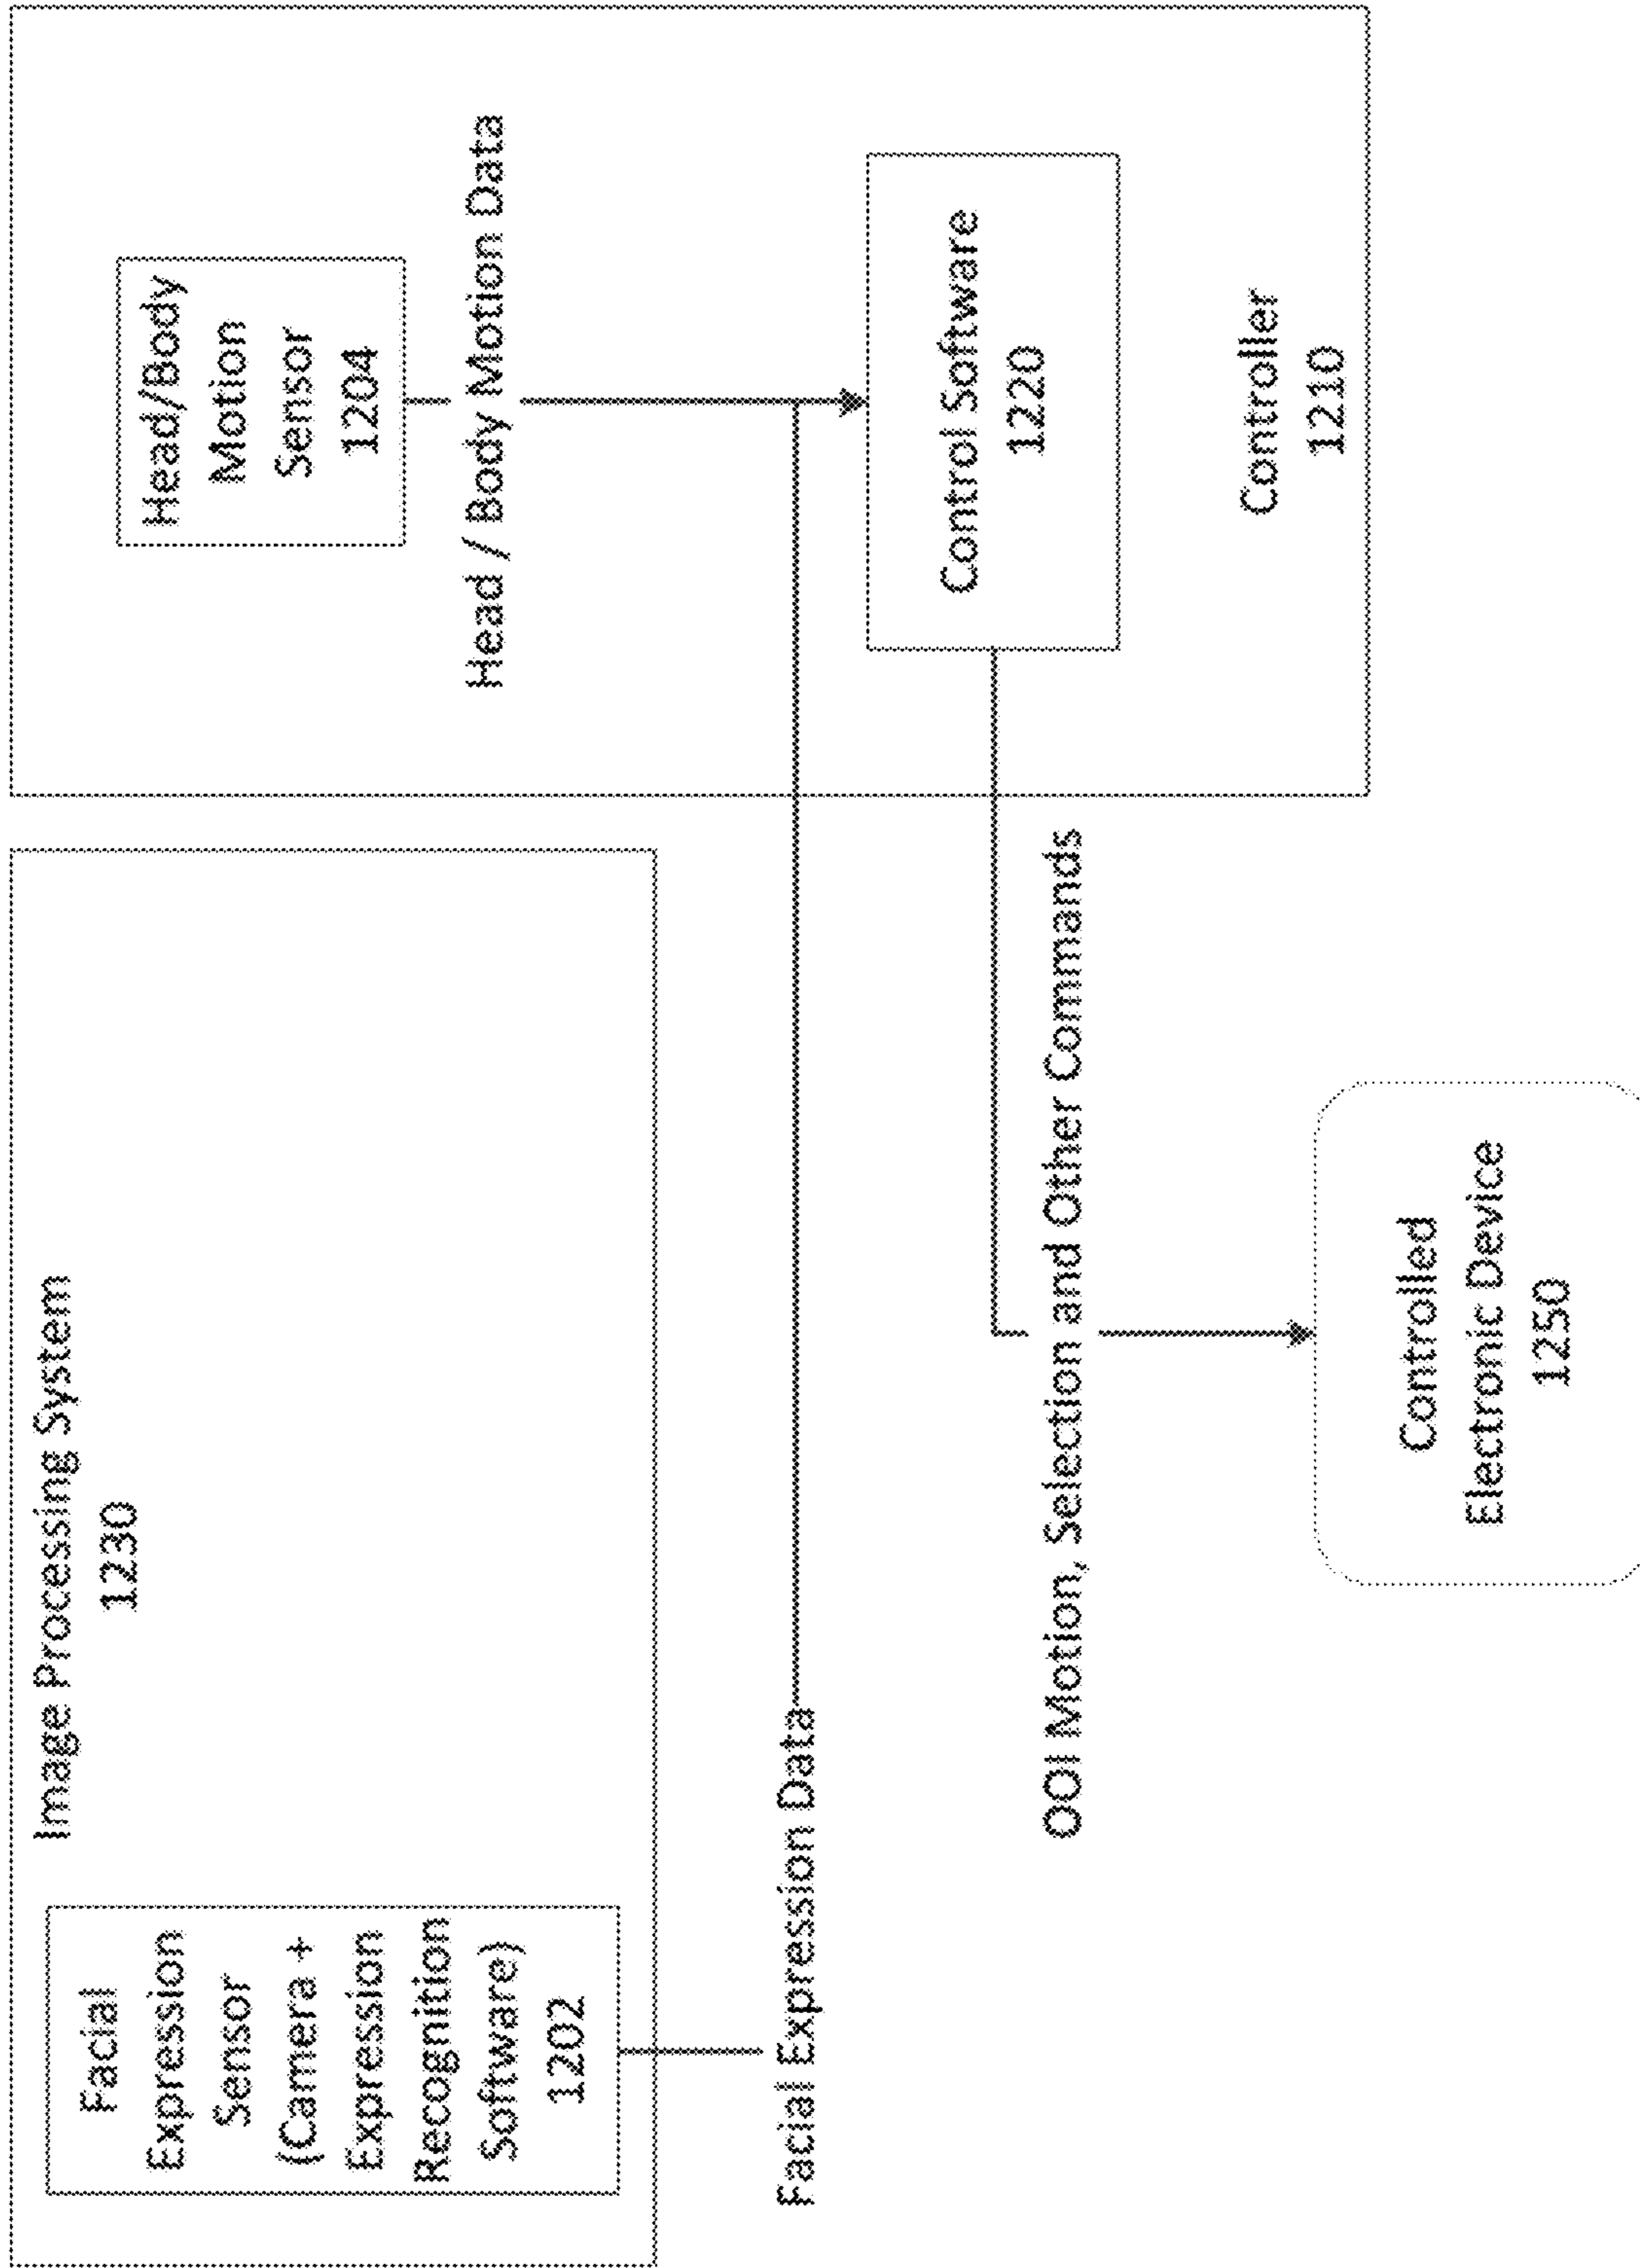 Image Processing System
1230
Facial
Expression
Sensor
(Camera +
Expression
Recognition
Software)
1202
Head/Body
Motion
Sensor
1204
Head / Body Motion Data
Facial Expression Data
Control Software
1220
OOI Motion, Selection and Other Commands
Controller
1210
Controlled
Electronic Device
1250